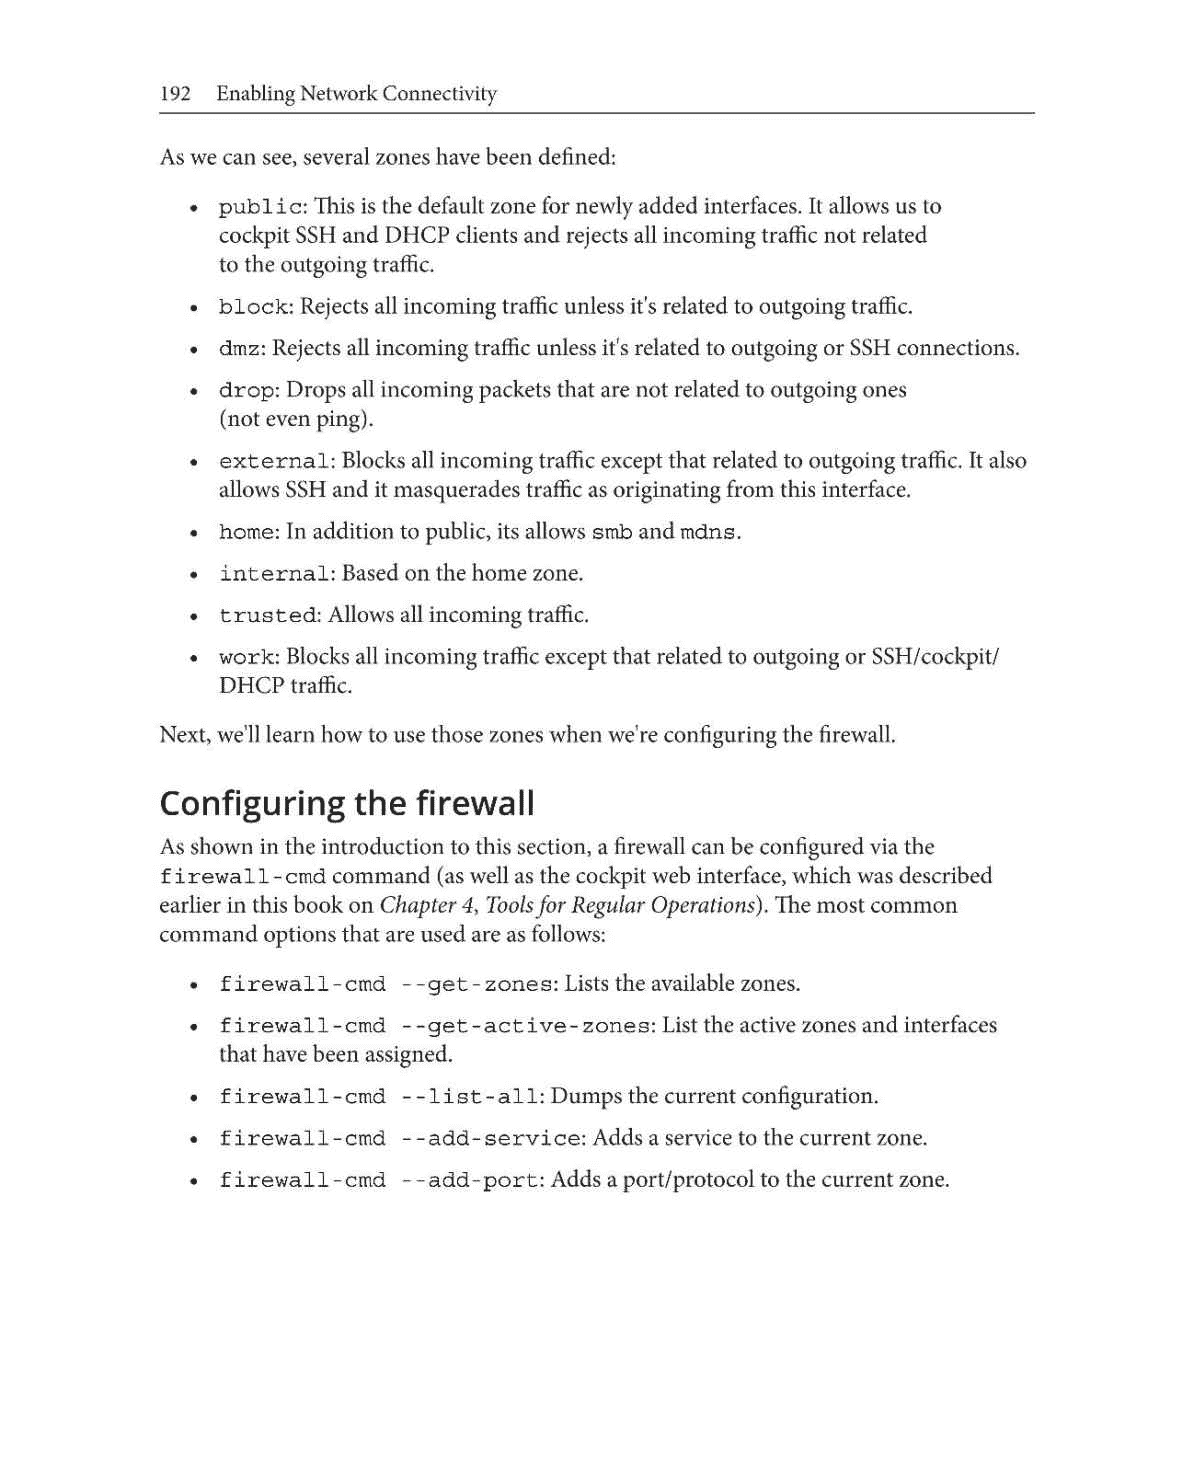 192 Enabling Network Connectivity
As we can see, several zones have been defined:
• public: This is the default zone for newly added interfaces. It allows us to
cockpit SSH and DHCP clients and rejects all incoming traffic not related
to the outgoing traffic.
• block: Rejects all incoming traffic unless it's related to outgoing traffic.
• dmz: Rejects all incoming traffic unless it's related to outgoing or SSH connections.
• drop: Drops all incoming packets that are not related to outgoing ones
(not even ping).
• external: Blocks all incoming traffic except that related to outgoing traffic. It also
allows SSH and it masquerades traffic as originating from this interface.
• home: In addition to public, its allows smb and mdns.
• internal: Based on the home zone.
• trusted: Allows all incoming traffic.
• work: Blocks all incoming traffic except that related to outgoing or SSH/cockpit/
DHCP traffic.
Next, we'll learn how to use those zones when we're configuring the firewall.
Configuring the firewall
As shown in the introduction to this section, a firewall can be configured via the
firewall-cmd command (as well as the cockpit web interface, which was described
earlier in this book on Chapter 4, Tools for Regular Operations). The most common
command options that are used are as follows:
• firewall-cmd --get-zones: Lists the available zones.
• firewall-cmd --get-active-zones: List the active zones and interfaces
that have been assigned.
• firewall-cmd --list-all: Dumps the current configuration.
• firewall-cmd --add-service: Adds a service to the current zone.
• firewall-cmd --add-port: Adds a port/protocol to the current zone.